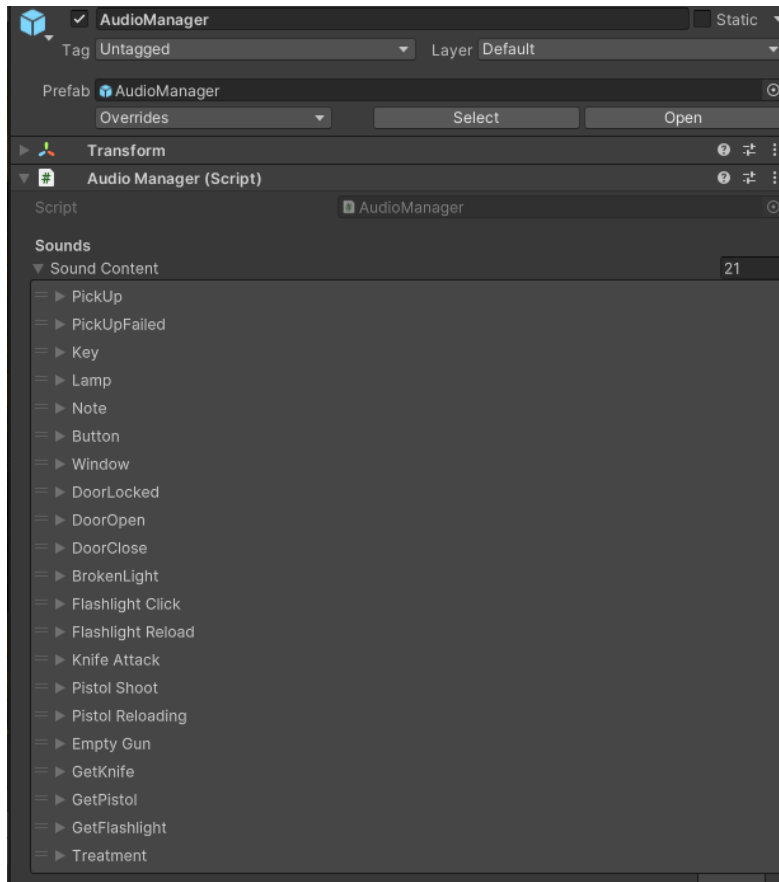 AudioManager Static
Tag Untagged Layer Default
Prefab AudioManager
Overrides Select Open
Transform
# Audio Manager (Script)
Script AudioManager
Sounds
Sound Content 21
PickUp
PickUpFailed
Key
Lamp
Note
Button
Window
DoorLocked
DoorOpen
DoorClose
BrokenLight
Flashlight Click
Flashlight Reload
Knife Attack
Pistol Shoot
Pistol Reloading
Empty Gun
GetKnife
GetPistol
GetFlashlight
Treatment